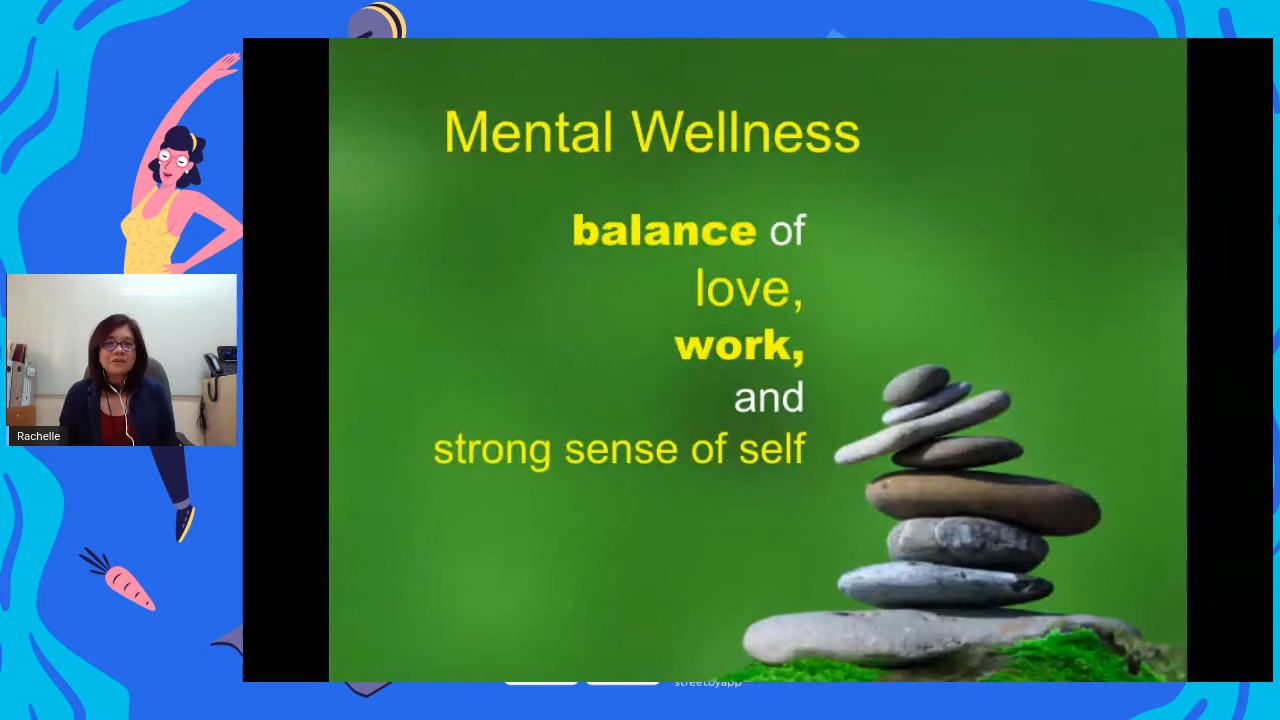 Mental Wellness
balance of
love,
work,
and
strong sense of self
Rachelle